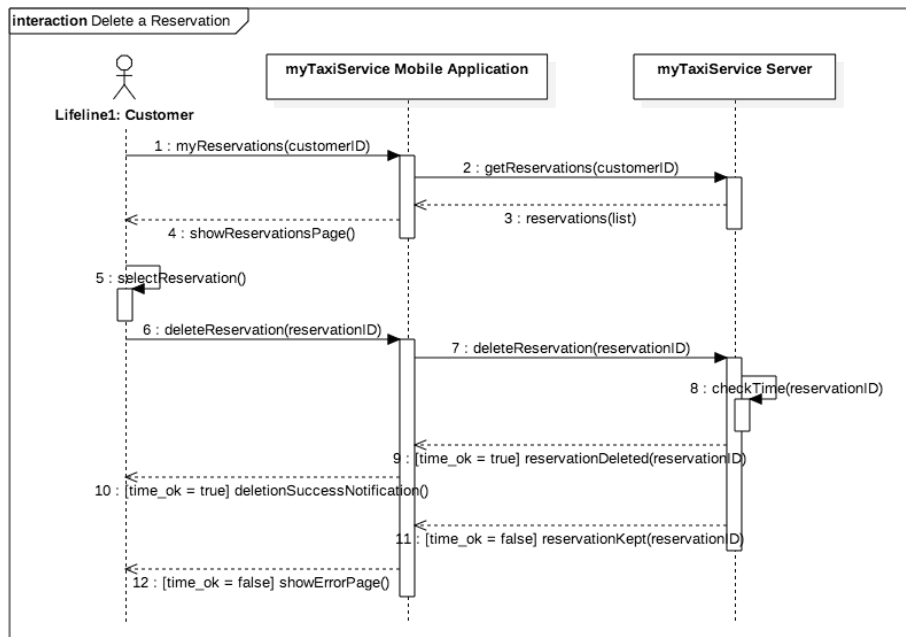 interaction Delete a Reservation
myTaxiService Mobile Application
myTaxiService Server
Lifeline1: Customer
1 : myReservations(customerID)
2 : getReservations(customerID)
3 : reservations(list)
4 : showReservationsPage()
5 : selectReservation()
6 : deleteReservation(reservationID)
7 : deleteReservation(reservationID)
8 : checkTime(reservationID)
9 : [time_ok = true] reservationDeleted(reservationID)
10 : [time_ok = true] deletionSuccessNotification()
11 : [time_ok = false] reservationKept(reservationID)
12 : [time_ok = false] showErrorPage()